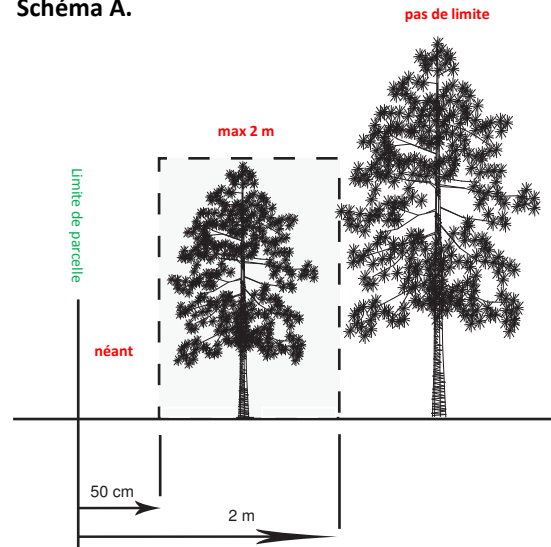 Schéma A.
pas de limite
max 2 m
Limite de parcelle
néant
50 cm
2 m